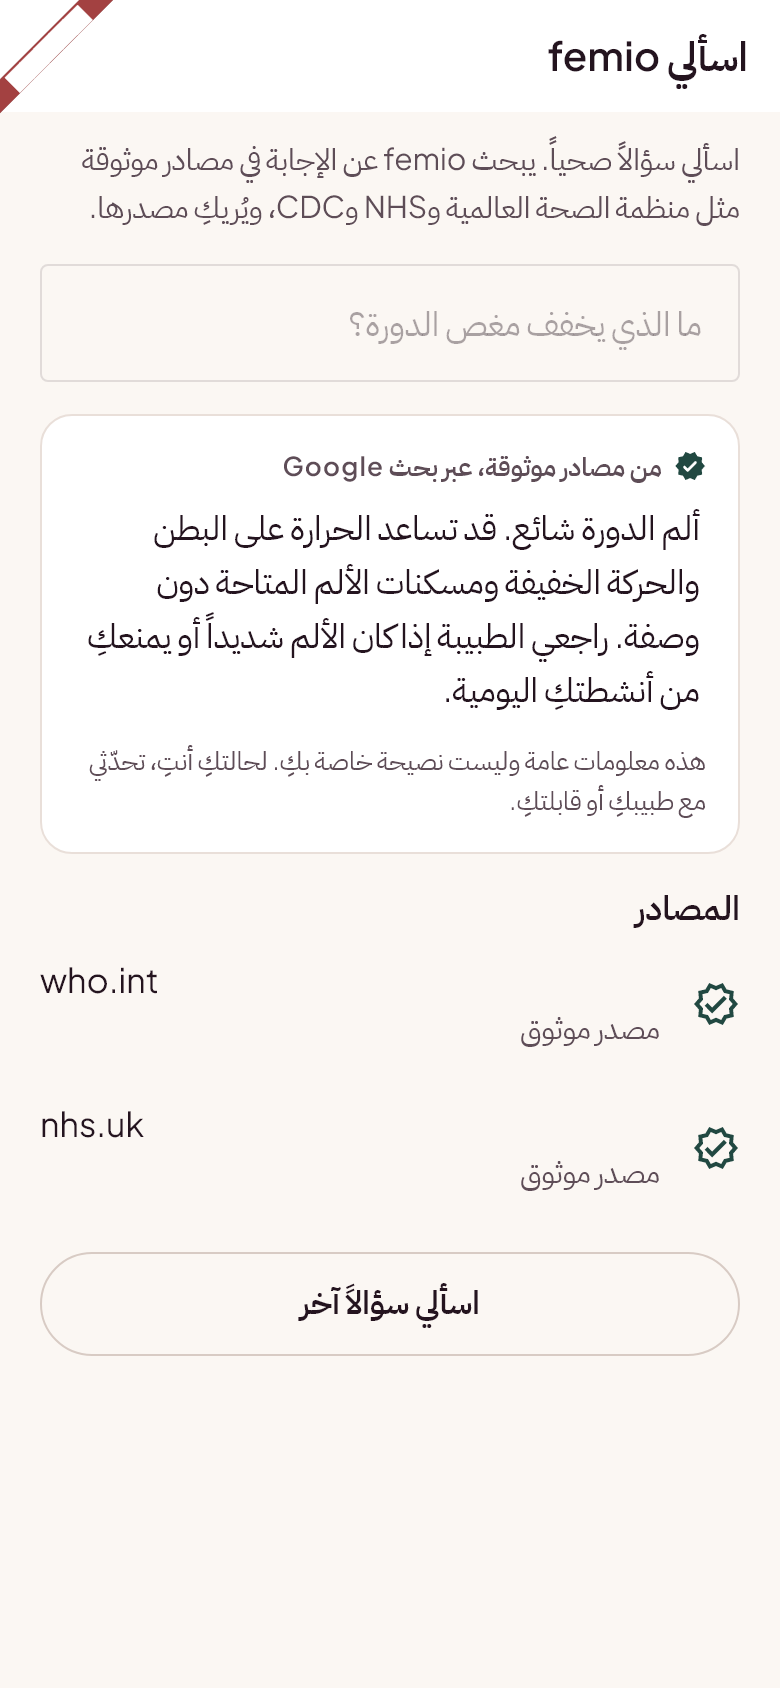 اسألي femio
اسألي سؤالاً صحياً. يبحث femio عن الإجابة في مصادر موثوقة
مثل منظمة الصحة العالمية وNHS وCDC، ويُريكِ مصدرها.
ما الذي يخفف مغص الدورة؟
من مصادر موثوقة، عبر بحث Google
ألم الدورة شائع. قد تساعد الحرارة على البطن
والحركة الخفيفة ومسكنات الألم المتاحة دون
وصفة. راجعي الطبيبة إذا كان الألم شديداً أو يمنعكِ
من أنشطتكِ اليومية.
هذه معلومات عامة وليست نصيحة خاصة بكِ. لحالتكِ أنتِ، تحدّثي
مع طبيبكِ أو قابلتكِ.
المصادر
who.int
مصدر موثوق
nhs.uk
مصدر موثوق
اسألي سؤالاً آخر